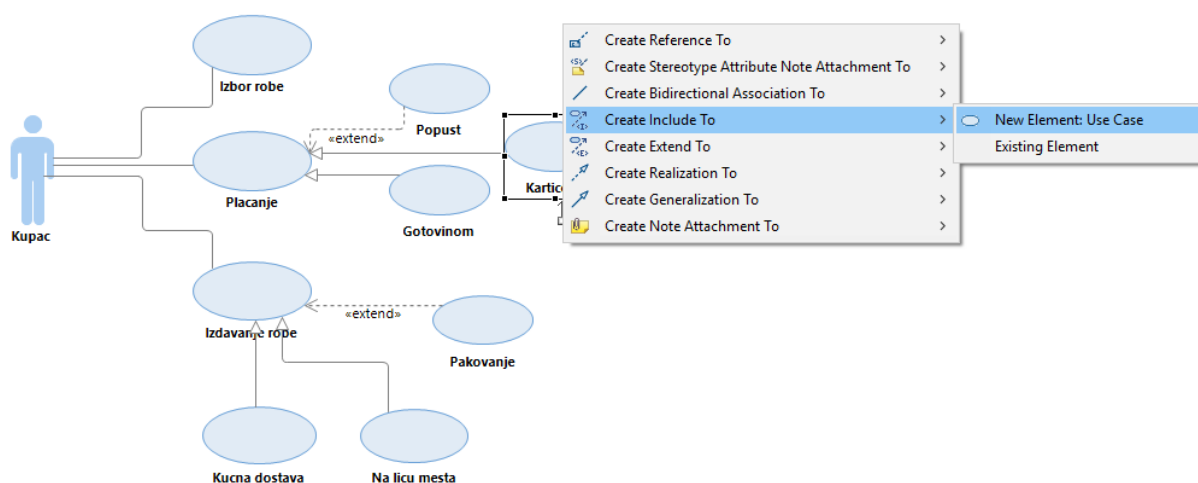 Izbor robe
Popust
«extend»
Placanje
Gotovinom
Kupac
Izdavanje robe
«extend»
Pakovanje
Kucna dostava
Na licu mesta
Create Reference To
Create Stereotype Attribute Note Attachment To
Create Bidirectional Association To
Create Include To
Create Extend To
Create Realization To
Create Generalization To
Create Note Attachment To
New Element: Use Case
Existing Element